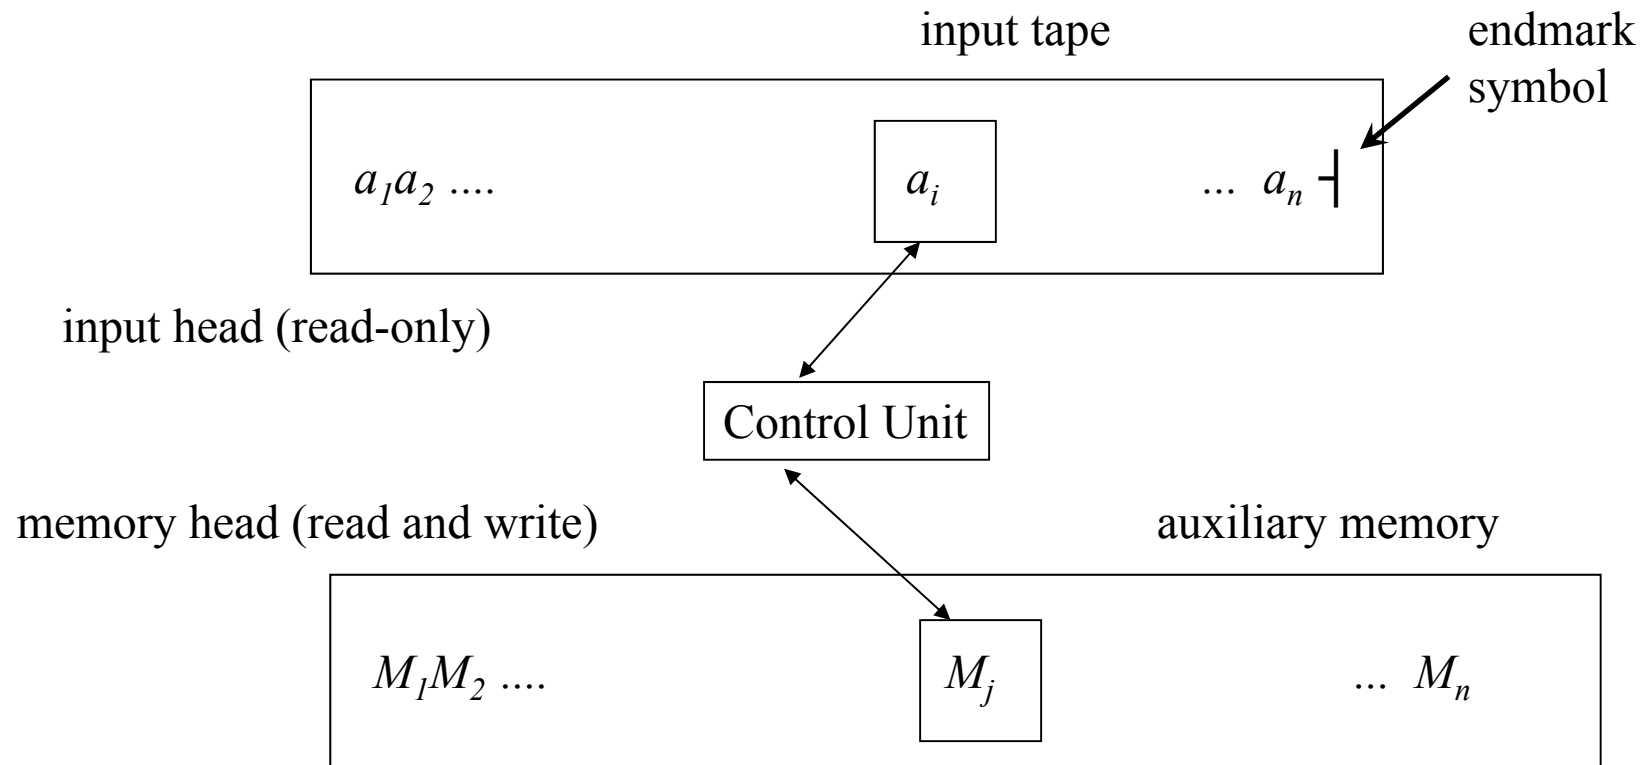 input tape
endmark
symbol
a₁a₂ .... aᵢ ... aₙ ⊣
input head (read-only)
Control Unit
memory head (read and write)
auxiliary memory
M₁M₂ .... Mⱼ ... Mₙ